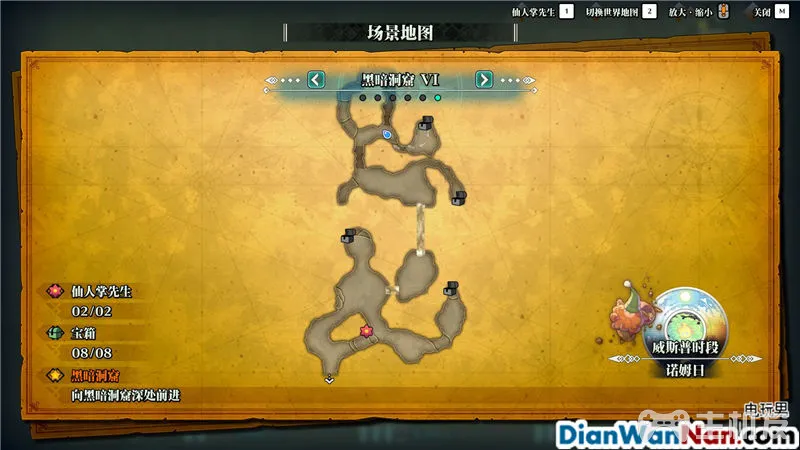 仙人掌先生 1 切换世界地图 2 放大·缩小 关闭 M
场景地图
黑暗洞窟 VI
仙人掌先生
02/02
宝箱
08/08
黑暗洞窟
向黑暗洞窟深处前进
威斯普时段
诺姆日
电玩男
DianWanNan.com